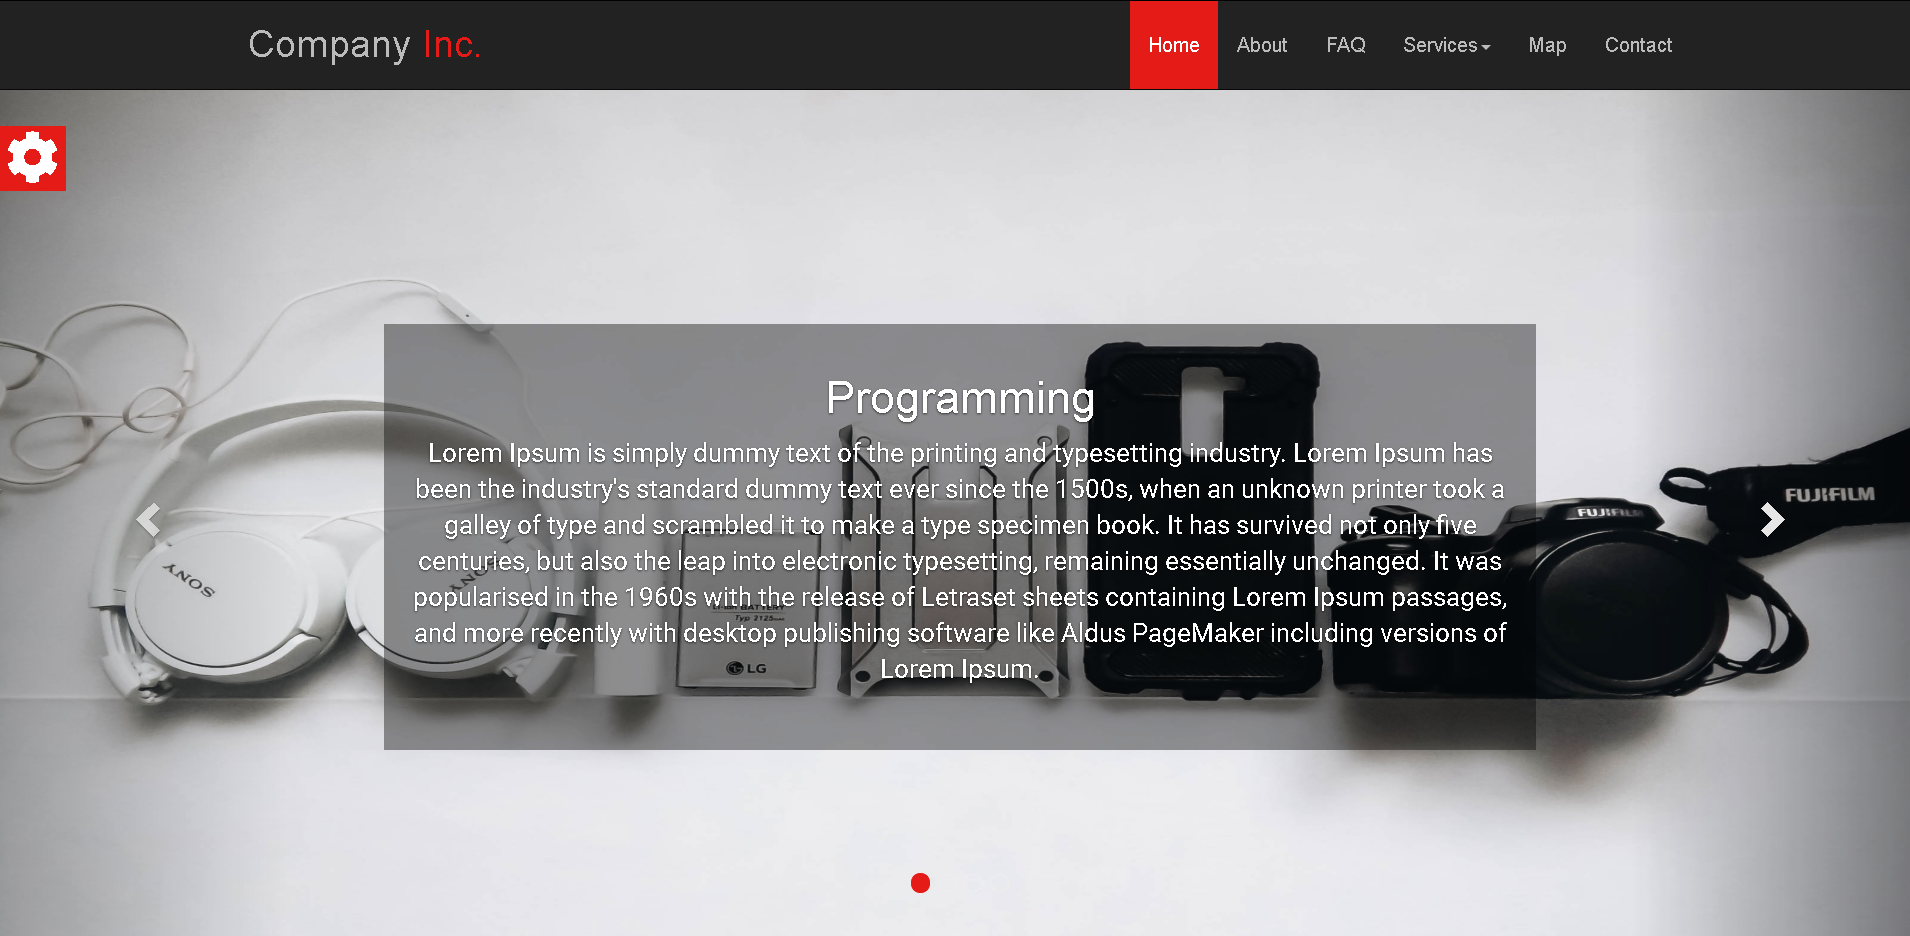 Company Inc.
Home About FAQ Services Map Contact
Programming
Lorem Ipsum is simply dummy text of the printing and typesetting industry. Lorem Ipsum has
been the industry's standard dummy text ever since the 1500s, when an unknown printer took a
galley of type and scrambled it to make a type specimen book. It has survived not only five
centuries, but also the leap into electronic typesetting, remaining essentially unchanged. It was
popularised in the 1960s with the release of Letraset sheets containing Lorem Ipsum passages,
and more recently with desktop publishing software like Aldus PageMaker including versions of
Lorem Ipsum.
SONY
SONY
BATTERY
Typ 2125
LG
FUJIFILM
FUJIFILM